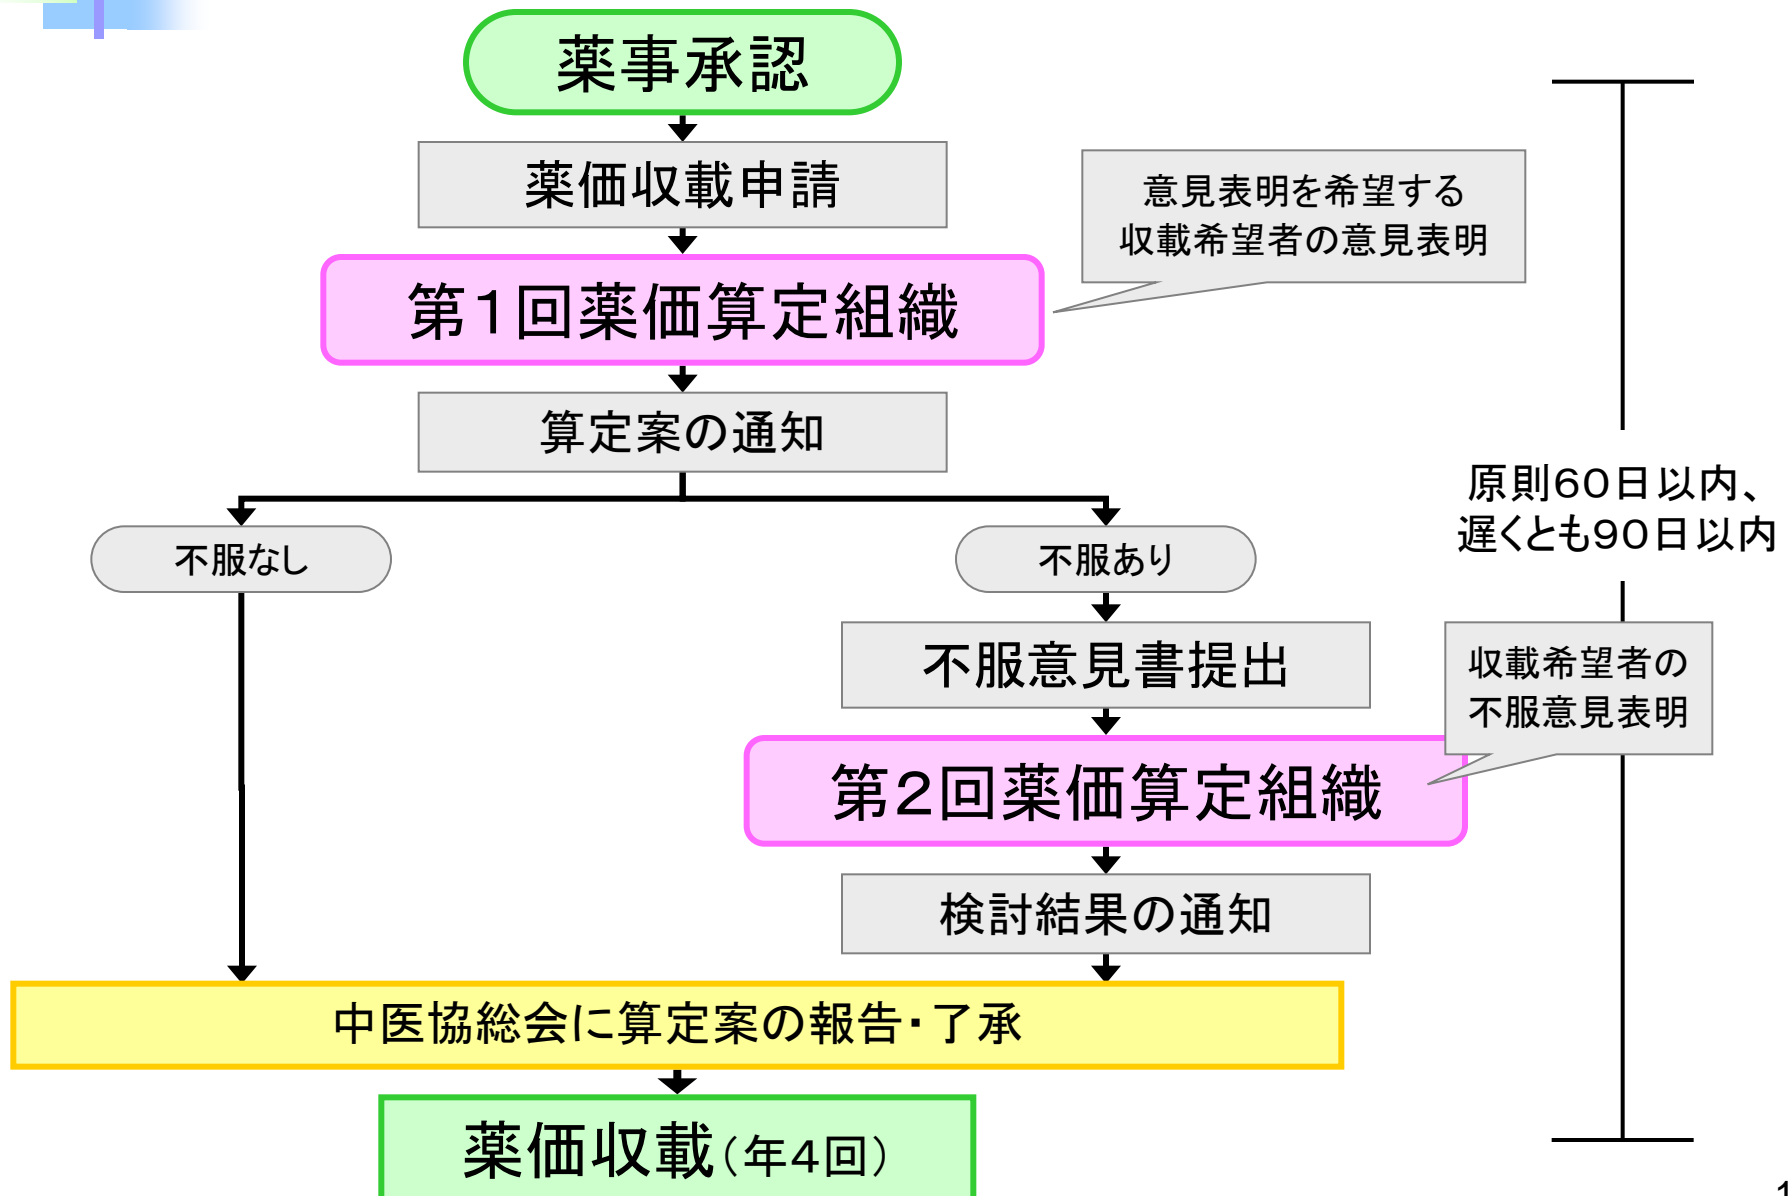 薬事承認
薬価収載申請
意見表明を希望する
収載希望者の意見表明
第１回薬価算定組織
算定案の通知
原則６０日以内、
遅くとも９０日以内
不服なし
不服あり
不服意見書提出
収載希望者の
不服意見表明
第２回薬価算定組織
検討結果の通知
中医協総会に算定案の報告・了承
薬価収載（年４回）
1